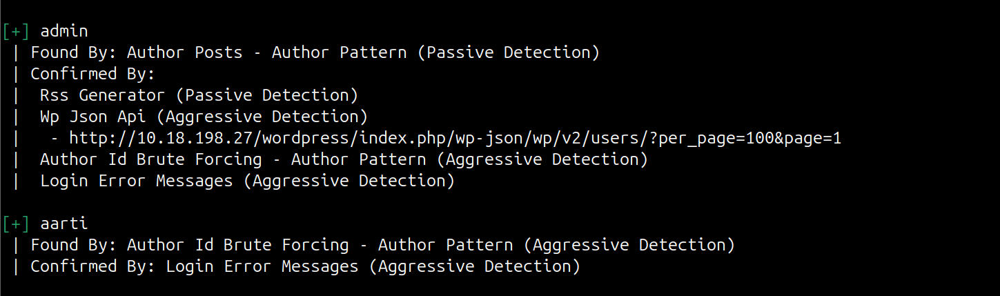 [+] admin
| Found By: Author Posts - Author Pattern (Passive Detection)
| Confirmed By:
|  Rss Generator (Passive Detection)
|  Wp Json Api (Aggressive Detection)
|   - http://10.18.198.27/wordpress/index.php/wp-json/wp/v2/users/?per_page=100&page=1
|  Author Id Brute Forcing - Author Pattern (Aggressive Detection)
|  Login Error Messages (Aggressive Detection)
[+] aarti
| Found By: Author Id Brute Forcing - Author Pattern (Aggressive Detection)
| Confirmed By: Login Error Messages (Aggressive Detection)